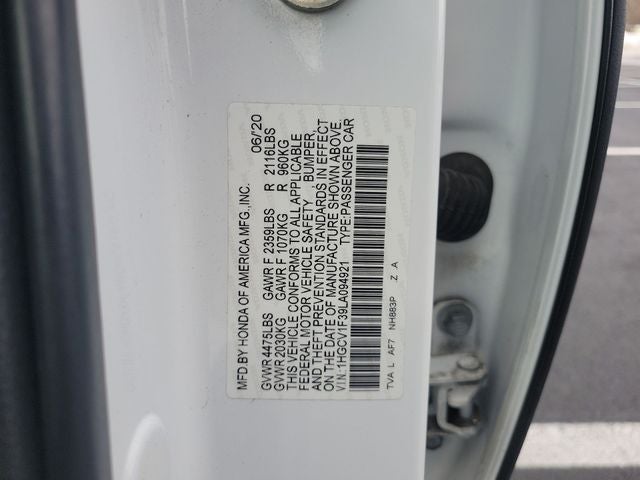 MFD.BY HONDA OF AMERICA MFG.,INC. 06/20
GVWR 4475LBS GAWR F 2359LBS R 2116LBS
GVWR 2030KG GAWR F 1070KG R 960KG
THIS VEHICLE CONFORMS TO ALL APPLICABLE
FEDERAL MOTOR VEHICLE SAFETY , BUMPER,
AND THEFT PREVENTION STANDARDS IN EFFECT
ON THE DATE OF MANUFACTURE SHOWN ABOVE.
V.I.N.:1HGCV1F39LA094921 TYPE:PASSENGER CAR
TVA L AF7 NH883P Z A